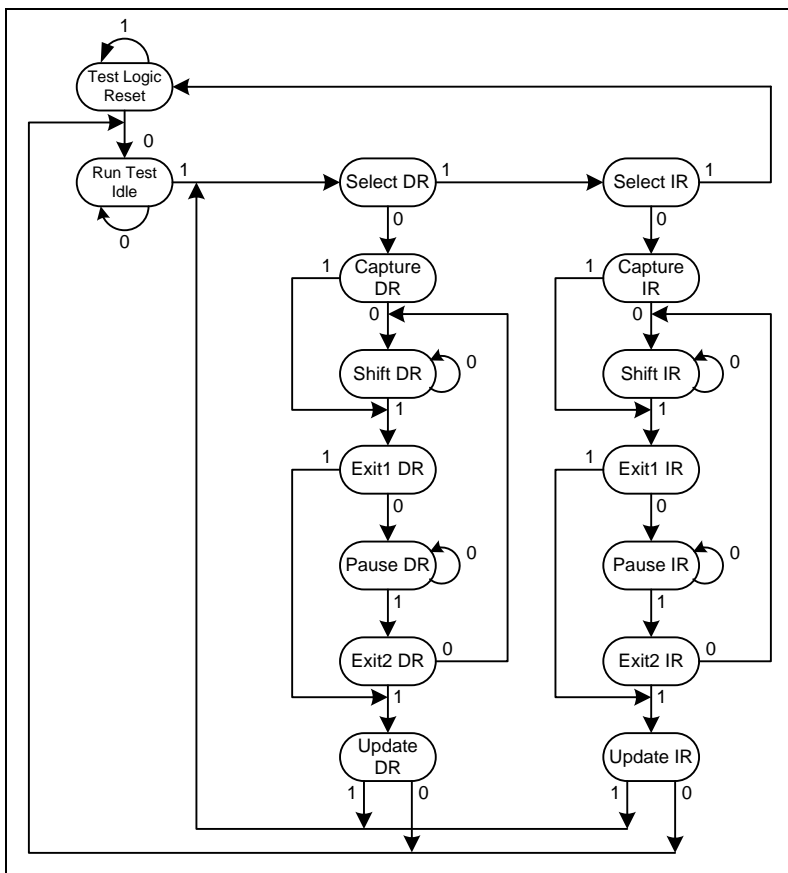 1
Test Logic
Reset
0
Run Test
Idle
1
0
Select DR
1
0
Select IR
1
0
Capture
DR
1
0
Capture
IR
1
0
Shift DR
0
1
Shift IR
0
1
1
Exit1 DR
0
1
Exit1 IR
0
Pause DR
0
1
Pause IR
0
1
Exit2 DR
0
1
Exit2 IR
0
1
Update
DR
1
0
Update IR
1
0